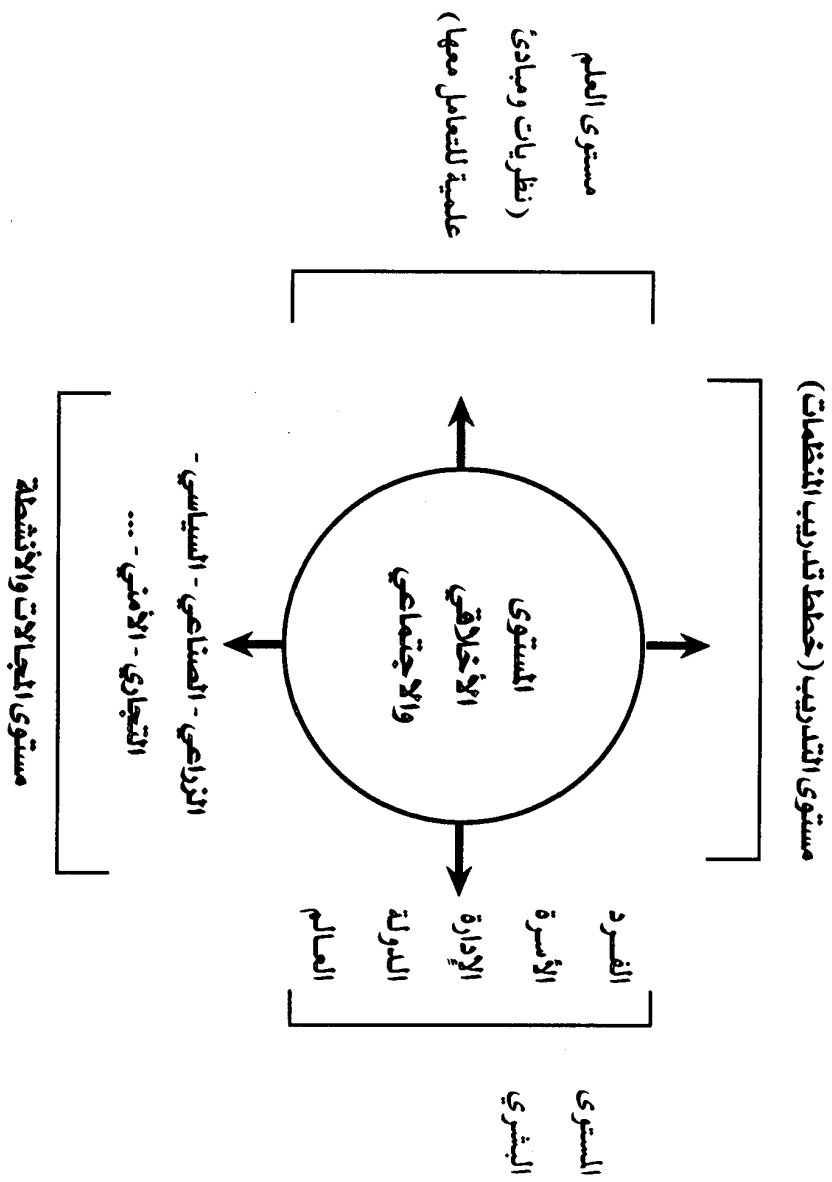 مستوى التدريب (خطط تدريب المنظمات)
المستوى
البشري
الفرد
الأسرة
الإدارة
الدولة
العالم
المستوى
الأخلاقي
والاجتماعي
مستوى العلم
(نظريات ومبادئ
علمية للتعامل معها)
الزراعي - الصناعي - السياسي -
التجاري - الأمني - ...
مستوى المجالات والأنشطة